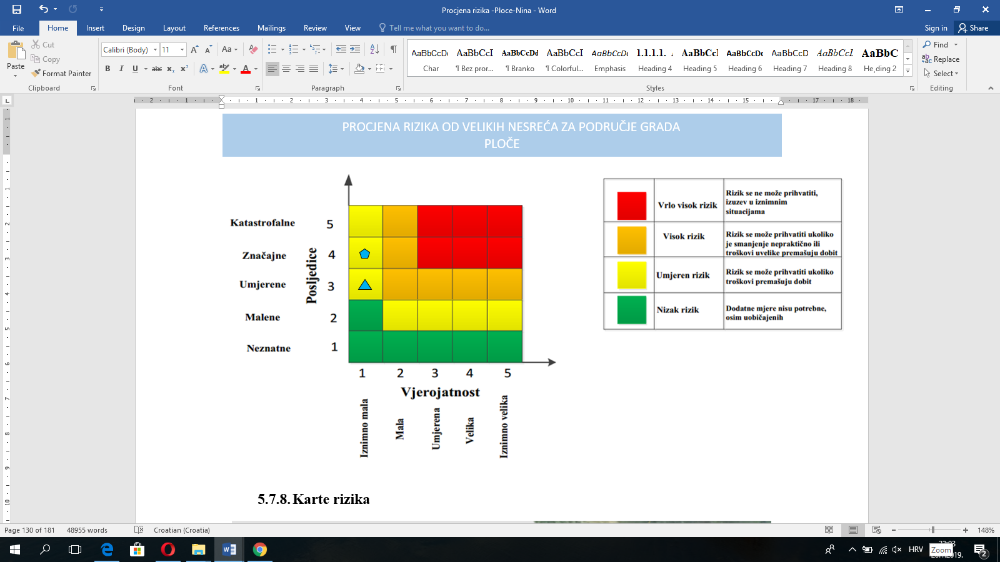 Procjena rizika -Ploce-Nina - Word
File Home Insert Design Layout References Mailings Review View Tell me what you want to do... Sign in Share
Paste
Cut
Copy
Format Painter
Calibri (Body) 11
AaBbCcDc AaBbCcI AaBbCcDd AaBbCcI AaBbCcDc 1.1.1.1. AaBbCcI AaBbCcDc AaBbCcD AaBbCcI AaBbC
Char ¶ Bez pror... ¶ Branko ¶ Colorful... Emphasis Heading 4 Heading 5 Heading 6 Heading 7 Heading 8 He,ding 2
Find
Replace
Select
Clipboard Font Paragraph Styles Editing
PROCJENA RIZIKA OD VELIKIH NESREĆA ZA PODRUČJE GRADA
PLOČE
Katastrofalne 5
Značajne 4
Umjerene 3
Malene 2
Neznatne 1
Posljedice
1 2 3 4 5
Vjerojatnost
Iznimno mala
Mala
Umjerena
Velika
Iznimno velika
Vrlo visok rizik
Rizik se ne može prihvatiti,
izuzev u iznimnim
situacijama
Visok rizik
Rizik se može prihvatiti ukoliko
je smanjenje nepraktično ili
troškovi uvelike premašuju dobit
Umjeren rizik
Rizik se može prihvatiti ukoliko
troškovi premašuju dobit
Nizak rizik
Dodatne mjere nisu potrebne,
osim uobičajenih
5.7.8. Karte rizika
Page 130 of 181 48955 words Croatian (Croatia) 148%
HRV
Zoom
2